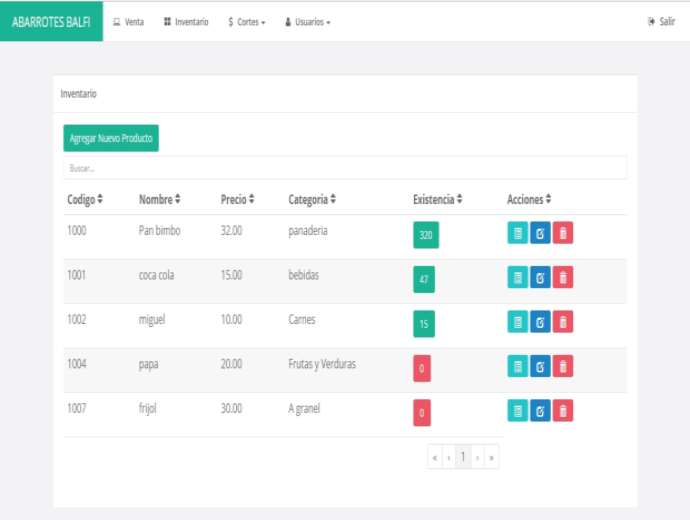 ABARROTES BALFI Venta Inventario $ Cortes Usuarios Salir
Inventario
Agregar Nuevo Producto
Buscar...
Codigo Nombre Precio Categoria Existencia Acciones
1000 Pan bimbo 32.00 panaderia 320
1001 coca cola 15.00 bebidas 47
1002 miguel 10.00 Carnes 15
1004 papa 20.00 Frutas y Verduras 0
1007 frijol 30.00 A granel 0
« ‹ 1 › »